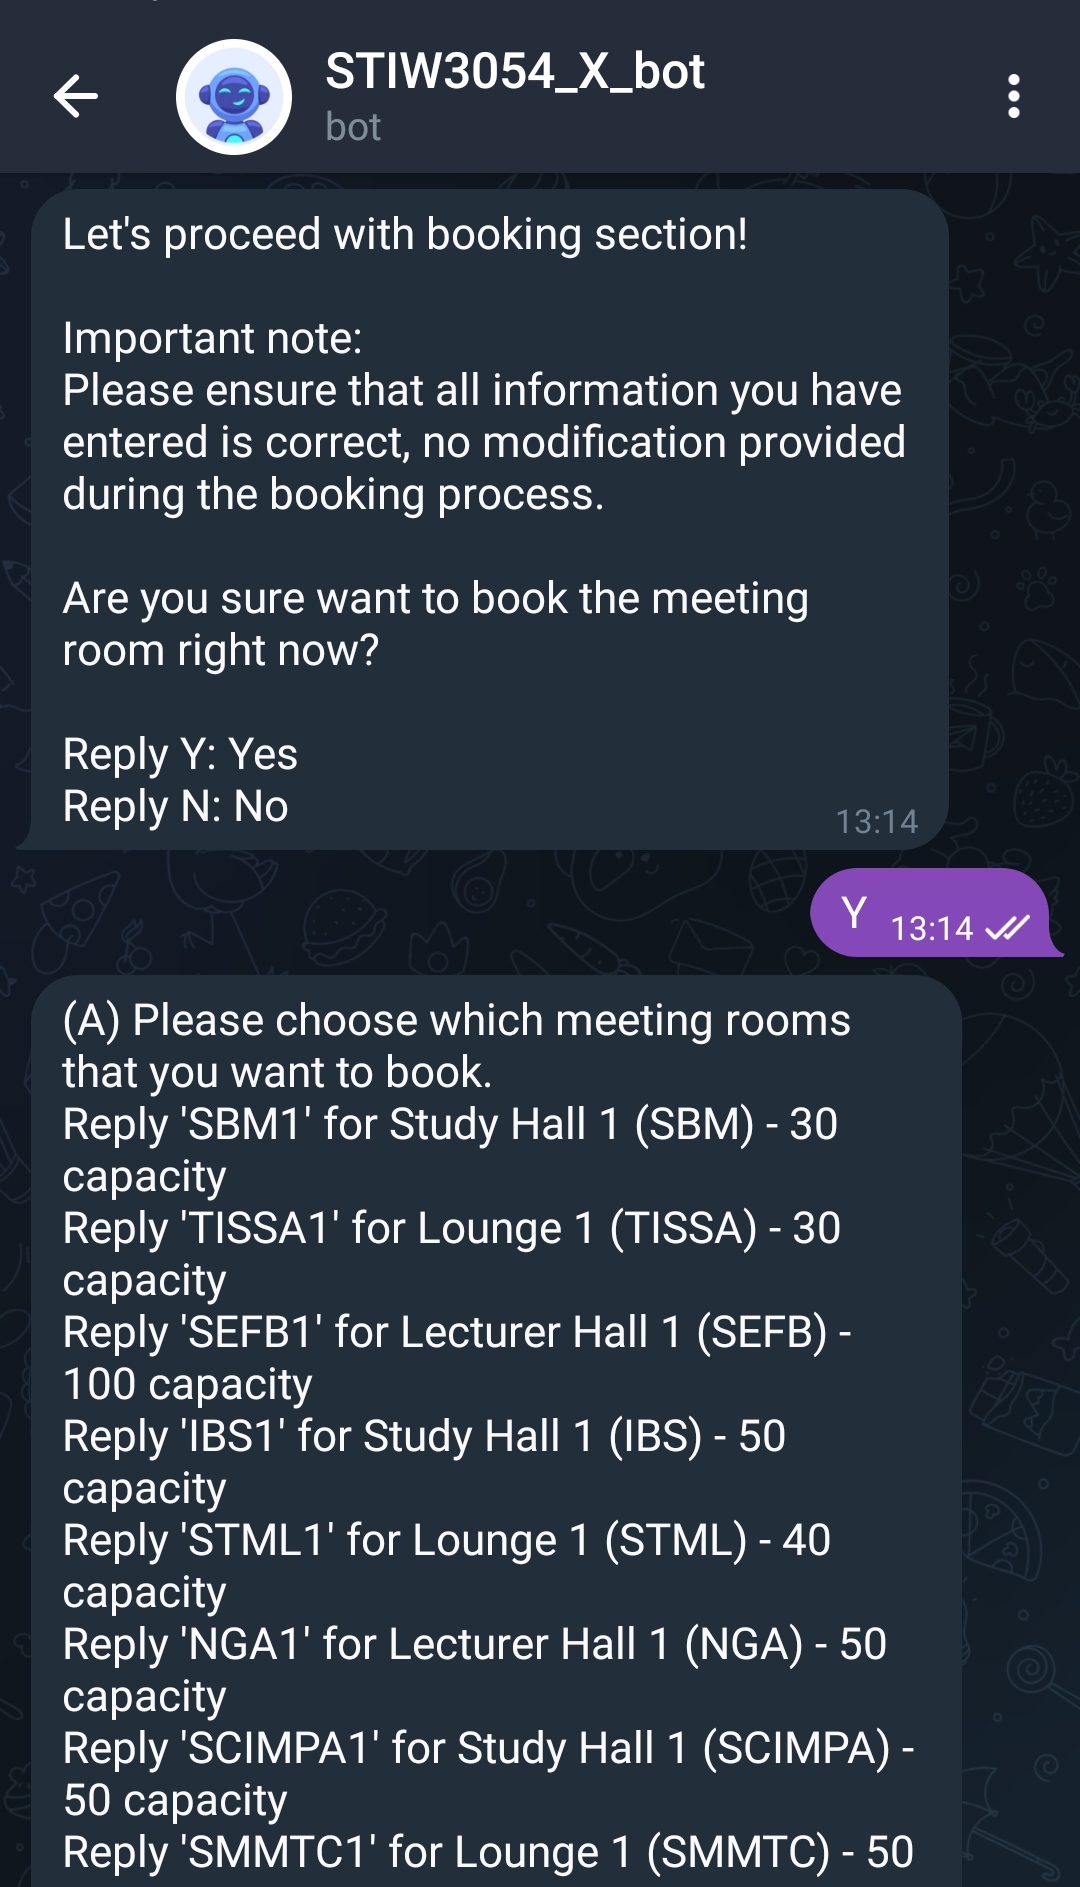 STIW3054_X_bot
bot
Let's proceed with booking section!
Important note:
Please ensure that all information you have
entered is correct, no modification provided
during the booking process.
Are you sure want to book the meeting
room right now?
Reply Y: Yes
Reply N: No
13:14
Y 13:14
(A) Please choose which meeting rooms
that you want to book.
Reply 'SBM1' for Study Hall 1 (SBM) - 30
capacity
Reply 'TISSA1' for Lounge 1 (TISSA) - 30
capacity
Reply 'SEFB1' for Lecturer Hall 1 (SEFB) -
100 capacity
Reply 'IBS1' for Study Hall 1 (IBS) - 50
capacity
Reply 'STML1' for Lounge 1 (STML) - 40
capacity
Reply 'NGA1' for Lecturer Hall 1 (NGA) - 50
capacity
Reply 'SCIMPA1' for Study Hall 1 (SCIMPA) -
50 capacity
Reply 'SMMTC1' for Lounge 1 (SMMTC) - 50